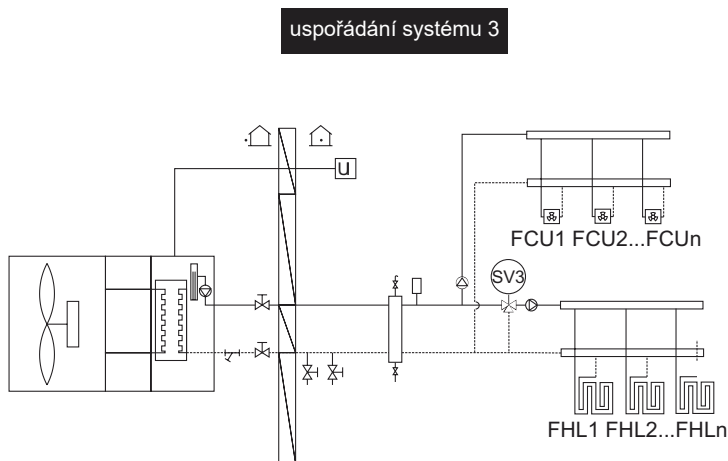 uspořádání systému 3
u
FCU1 FCU2...FCUn
SV3
FHL1 FHL2...FHLn